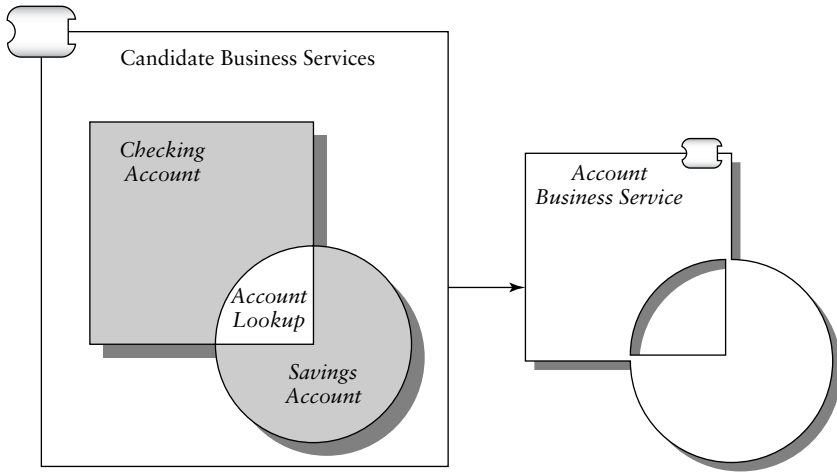 Candidate Business Services
Checking
Account
Account
Lookup
Savings
Account
Account
Business Service